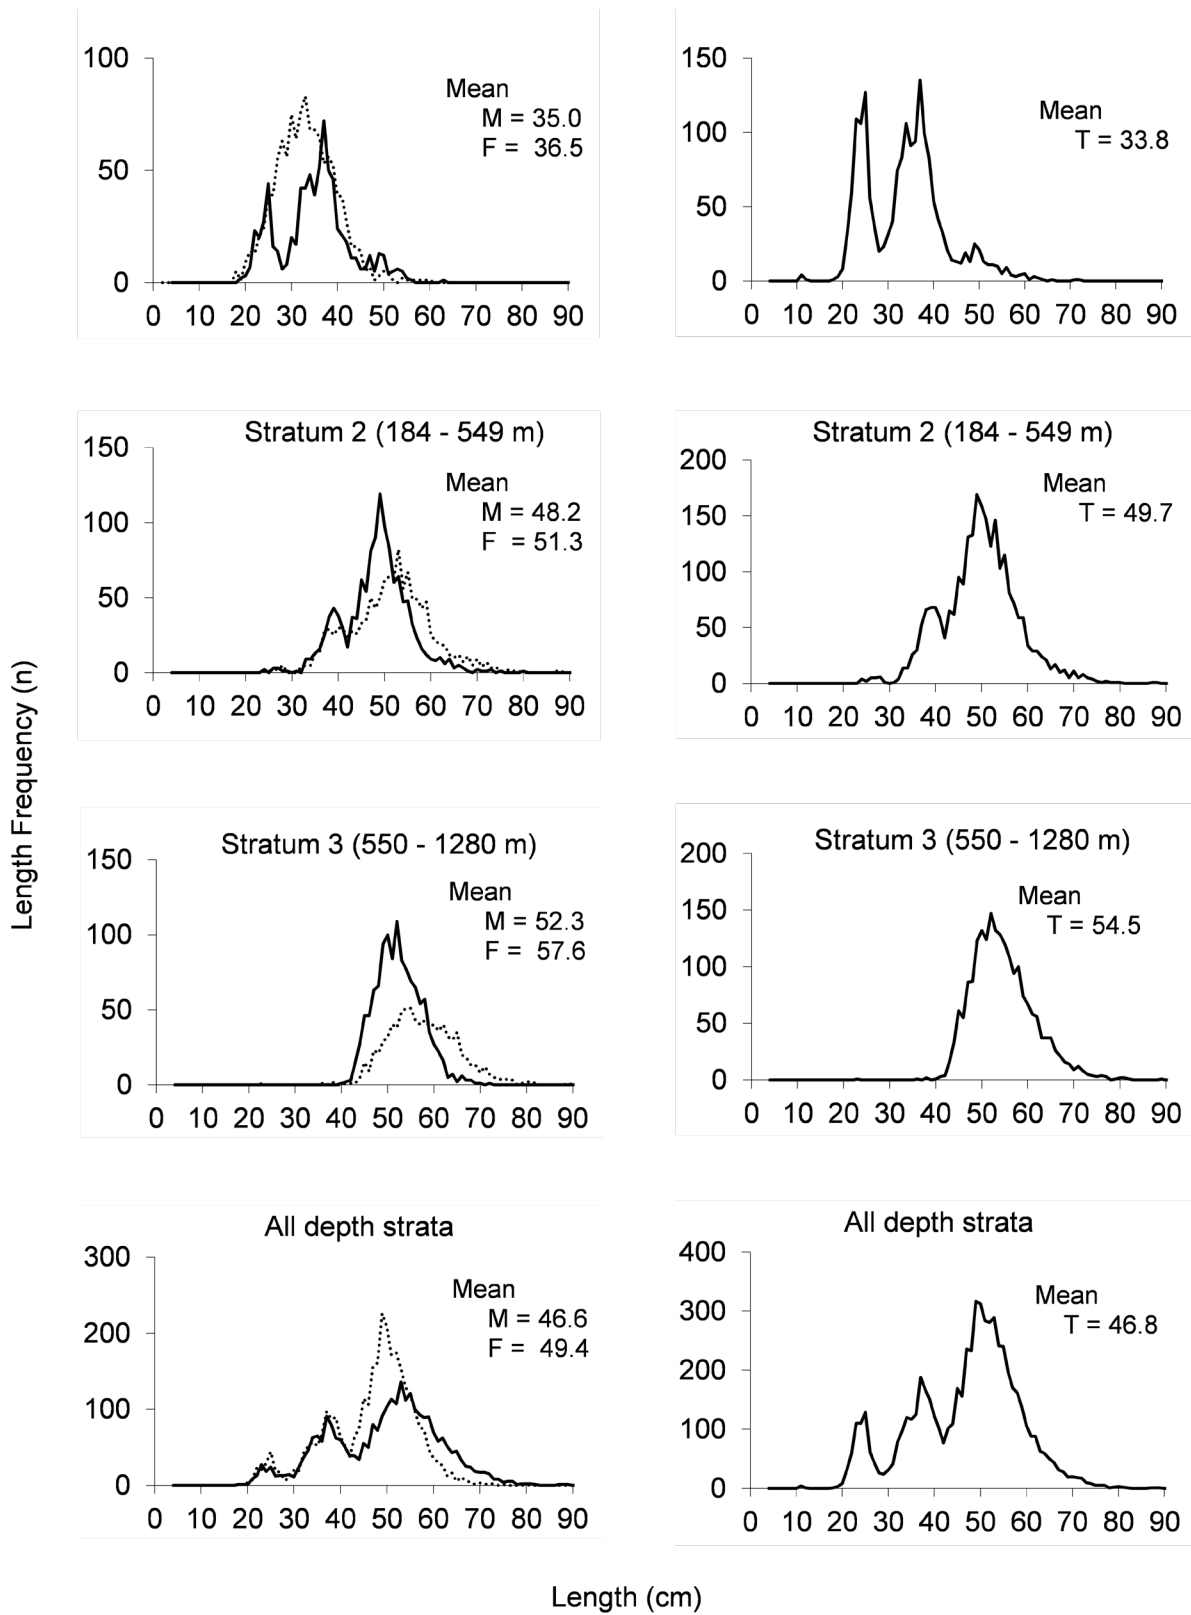 100
50
0
0 10 20 30 40 50 60 70 80 90
Mean
M = 35.0
F = 36.5
150
100
50
0
0 10 20 30 40 50 60 70 80 90
Mean
T = 33.8
Stratum 2 (184 - 549 m)
150
100
50
0
0 10 20 30 40 50 60 70 80 90
Mean
M = 48.2
F = 51.3
Stratum 2 (184 - 549 m)
200
150
100
50
0
0 10 20 30 40 50 60 70 80 90
Mean
T = 49.7
Length Frequency (n)
Stratum 3 (550 - 1280 m)
150
100
50
0
0 10 20 30 40 50 60 70 80 90
Mean
M = 52.3
F = 57.6
Stratum 3 (550 - 1280 m)
200
150
100
50
0
0 10 20 30 40 50 60 70 80 90
Mean
T = 54.5
All depth strata
300
200
100
0
0 10 20 30 40 50 60 70 80 90
Mean
M = 46.6
F = 49.4
All depth strata
400
300
200
100
0
0 10 20 30 40 50 60 70 80 90
Mean
T = 46.8
Length (cm)